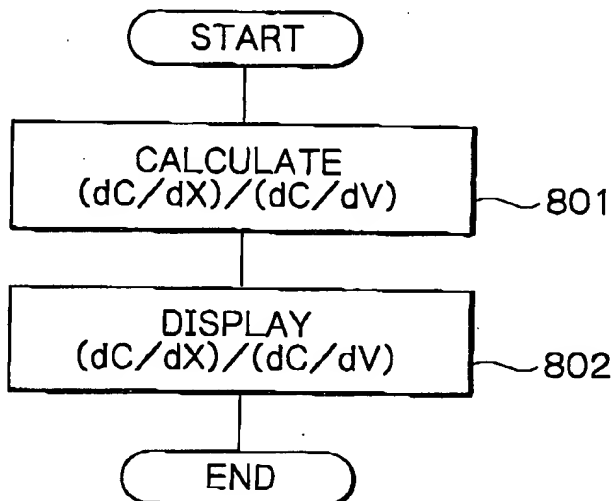 START
CALCULATE
(dC/dX)/(dC/dV)
801
DISPLAY
(dC/dX)/(dC/dV)
802
END